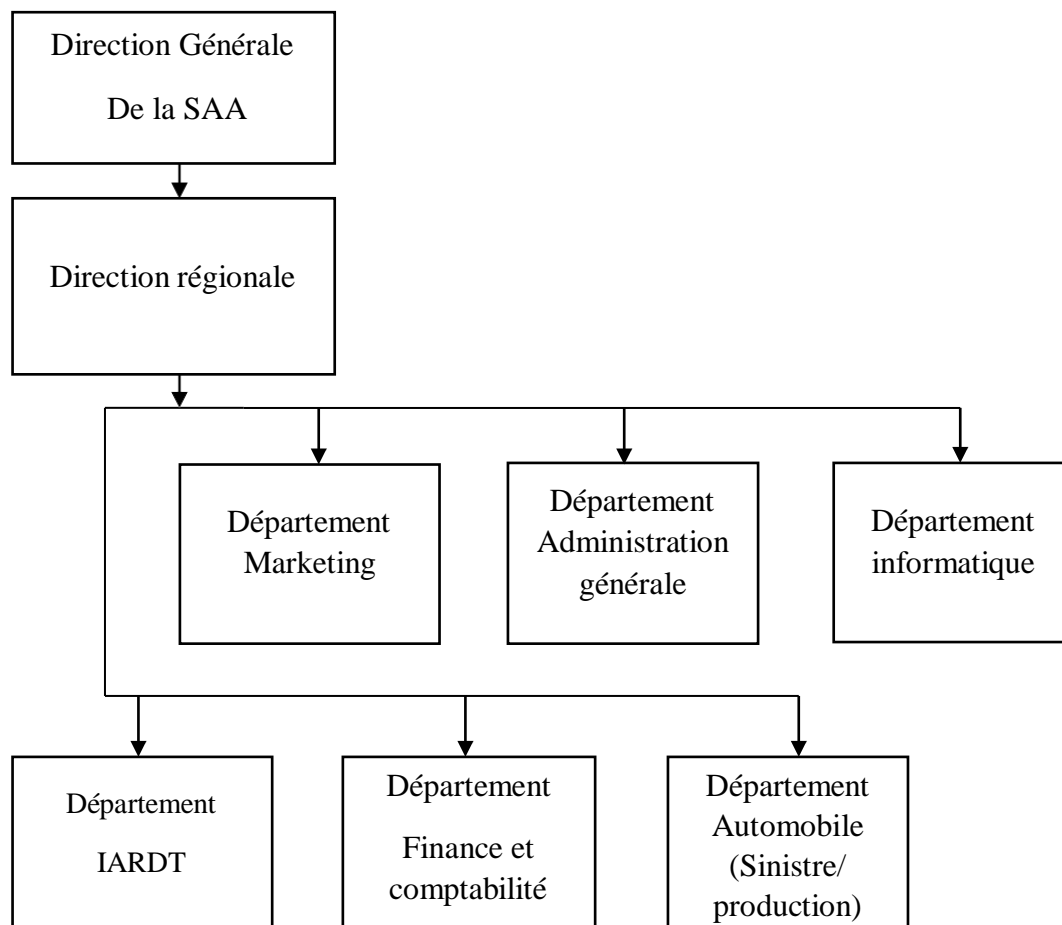 Direction Générale
De la SAA
Direction régionale
Département
Marketing
Département
Administration
générale
Département
informatique
Département
IARDT
Département
Finance et
comptabilité
Département
Automobile
(Sinistre/
production)